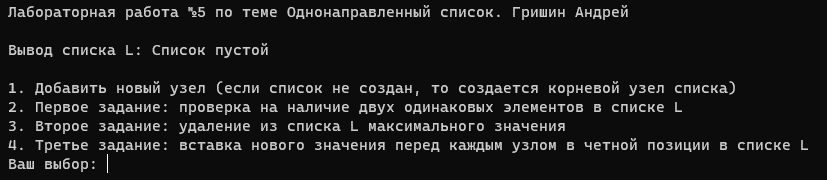 Лабораторная работа №5 по теме Однонаправленный список. Гришин Андрей
Вывод списка L: Список пустой
1. Добавить новый узел (если список не создан, то создается корневой узел списка)
2. Первое задание: проверка на наличие двух одинаковых элементов в списке L
3. Второе задание: удаление из списка L максимального значения
4. Третье задание: вставка нового значения перед каждым узлом в четной позиции в списке L
Ваш выбор: